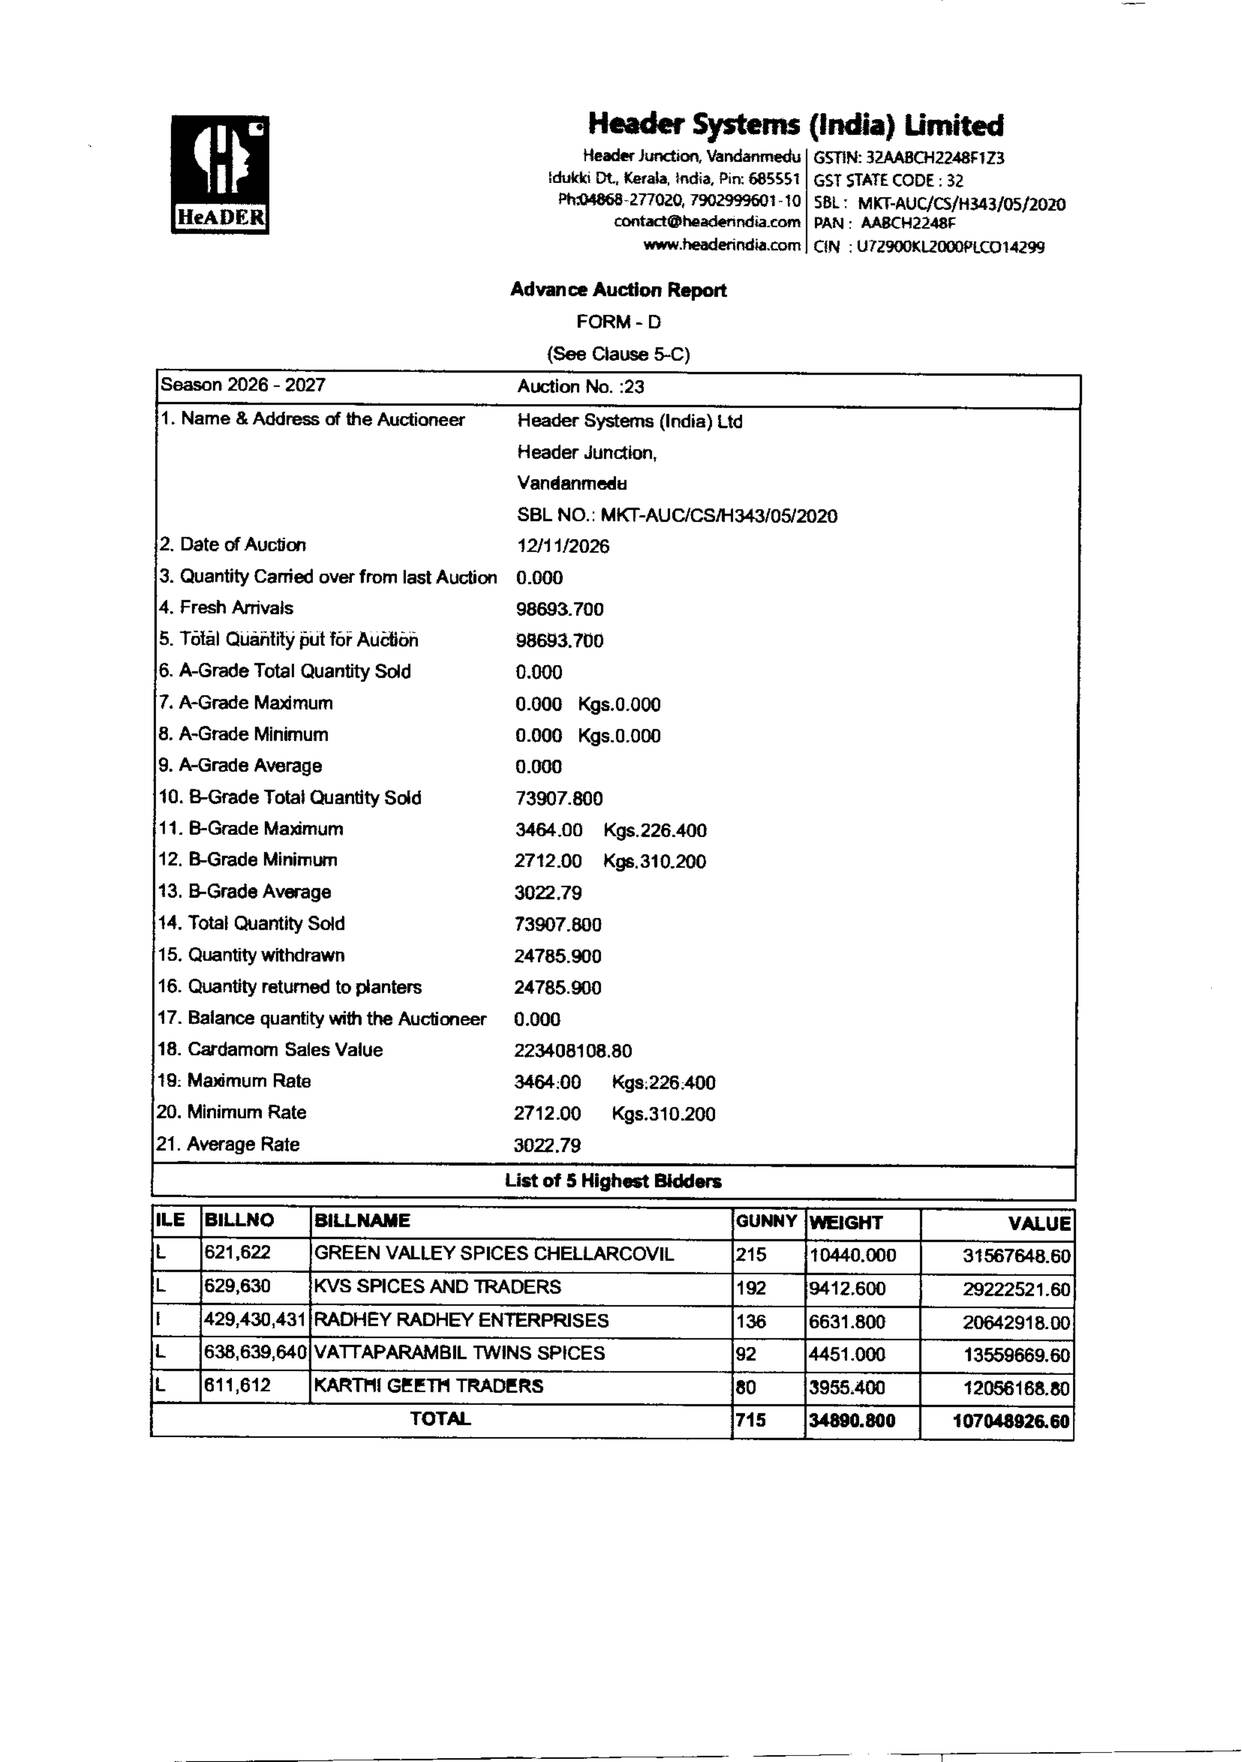 HeADER
Header Systems (India) Limited
Header Junction, Vandanmedu GSTIN: 32AABCH2248F1Z3
Idukki Dt., Kerala, India, Pin: 685551 GST STATE CODE : 32
Ph:04868-277020, 7902999601-10 SBL : MKT-AUC/CS/H343/05/2020
contact@headerindia.com PAN : AABCH2248F
www.headerindia.com CIN : U72900KL2000PLCO14299
Advance Auction Report
FORM - D
(See Clause 5-C)
Season 2026 - 2027 Auction No. :23
1. Name & Address of the Auctioneer Header Systems (India) Ltd
Header Junction,
Vandanmedu
SBL NO.: MKT-AUC/CS/H343/05/2020
2. Date of Auction 12/11/2026
3. Quantity Carried over from last Auction 0.000
4. Fresh Arrivals 98693.700
5. Total Quantity put for Auction 98693.700
6. A-Grade Total Quantity Sold 0.000
7. A-Grade Maximum 0.000 Kgs.0.000
8. A-Grade Minimum 0.000 Kgs.0.000
9. A-Grade Average 0.000
10. B-Grade Total Quantity Sold 73907.800
11. B-Grade Maximum 3464.00 Kgs.226.400
12. B-Grade Minimum 2712.00 Kgs.310.200
13. B-Grade Average 3022.79
14. Total Quantity Sold 73907.800
15. Quantity withdrawn 24785.900
16. Quantity returned to planters 24785.900
17. Balance quantity with the Auctioneer 0.000
18. Cardamom Sales Value 223408108.80
19. Maximum Rate 3464.00 Kgs.226.400
20. Minimum Rate 2712.00 Kgs.310.200
21. Average Rate 3022.79
List of 5 Highest Bidders
ILE BILLNO BILLNAME GUNNY WEIGHT VALUE
L 621,622 GREEN VALLEY SPICES CHELLARCOVIL 215 10440.000 31567648.60
L 629,630 KVS SPICES AND TRADERS 192 9412.600 29222521.60
I 429,430,431 RADHEY RADHEY ENTERPRISES 136 6631.800 20642918.00
L 638,639,640 VATTAPARAMBIL TWINS SPICES 92 4451.000 13559669.60
L 611,612 KARTHI GEETH TRADERS 80 3955.400 12056168.80
TOTAL 715 34890.800 107048926.60